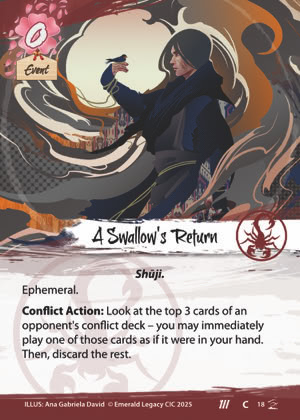 0
Event
A Swallow's Return
Shūji.
Ephemeral.
Conflict Action: Look at the top 3 cards of an
opponent's conflict deck – you may immediately
play one of those cards as if it were in your hand.
Then, discard the rest.
ILLUS: Ana Gabriela David © Emerald Legacy CIC 2025
C
18